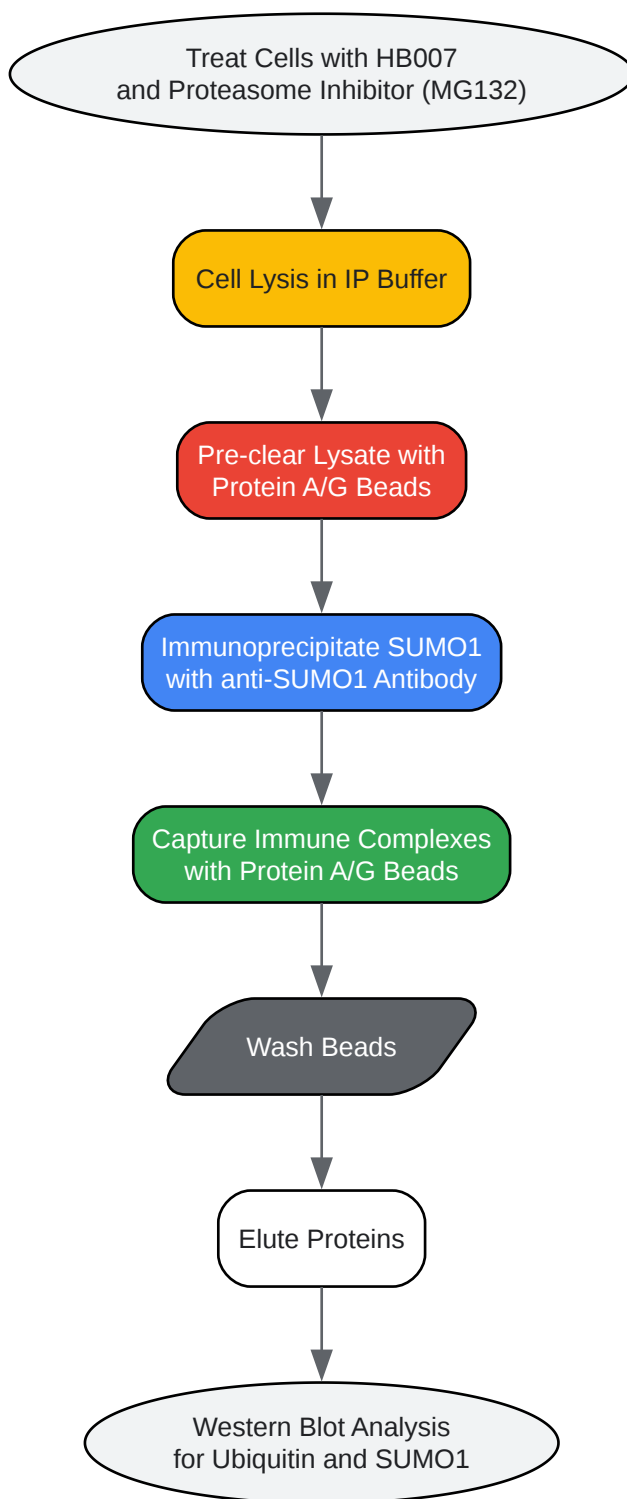 Treat Cells with HB007
and Proteasome Inhibitor (MG132)
Cell Lysis in IP Buffer
Pre-clear Lysate with
Protein A/G Beads
Immunoprecipitate SUMO1
with anti-SUMO1 Antibody
Capture Immune Complexes
with Protein A/G Beads
Wash Beads
Elute Proteins
Western Blot Analysis
for Ubiquitin and SUMO1